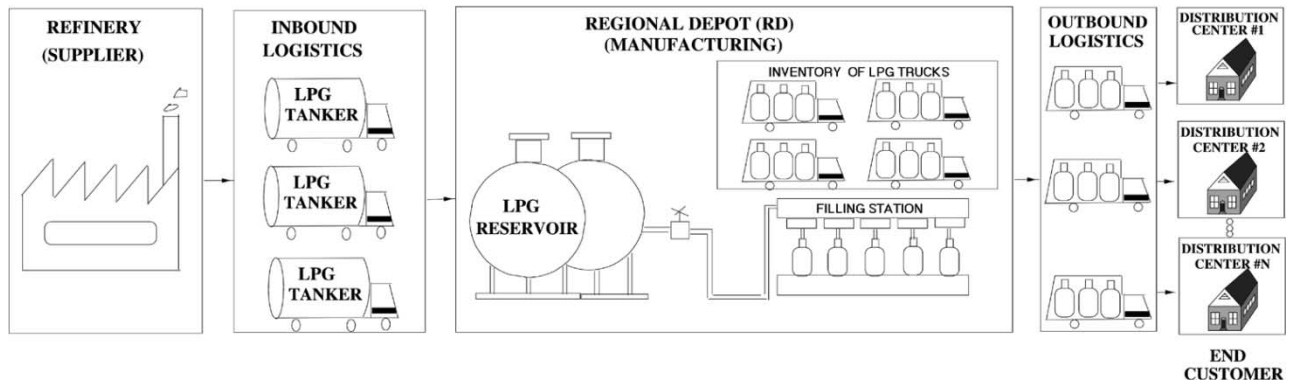 REFINERY
(SUPPLIER)
INBOUND
LOGISTICS
LPG
TANKER
LPG
TANKER
LPG
TANKER
REGIONAL DEPOT (RD)
(MANUFACTURING)
INVENTORY OF LPG TRUCKS
LPG
RESERVOIR
FILLING STATION
OUTBOUND
LOGISTICS
DISTRIBUTION
CENTER #1
DISTRIBUTION
CENTER #2
DISTRIBUTION
CENTER #N
END
CUSTOMER